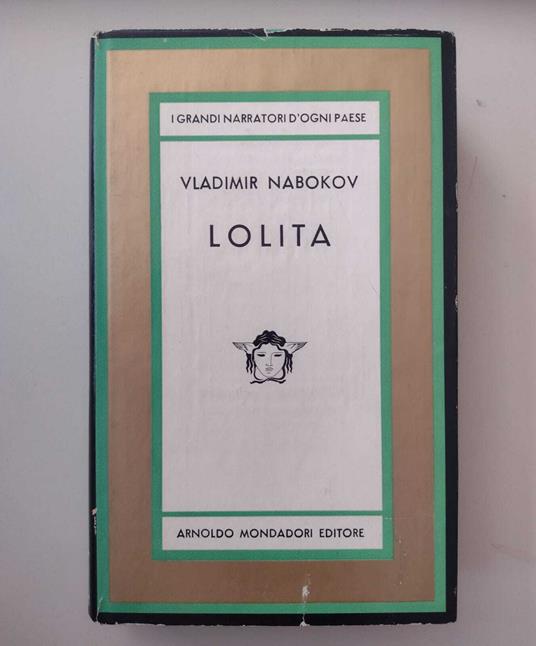 I GRANDI NARRATORI D'OGNI PAESE
VLADIMIR NABOKOV
LOLITA
ARNOLDO MONDADORI EDITORE